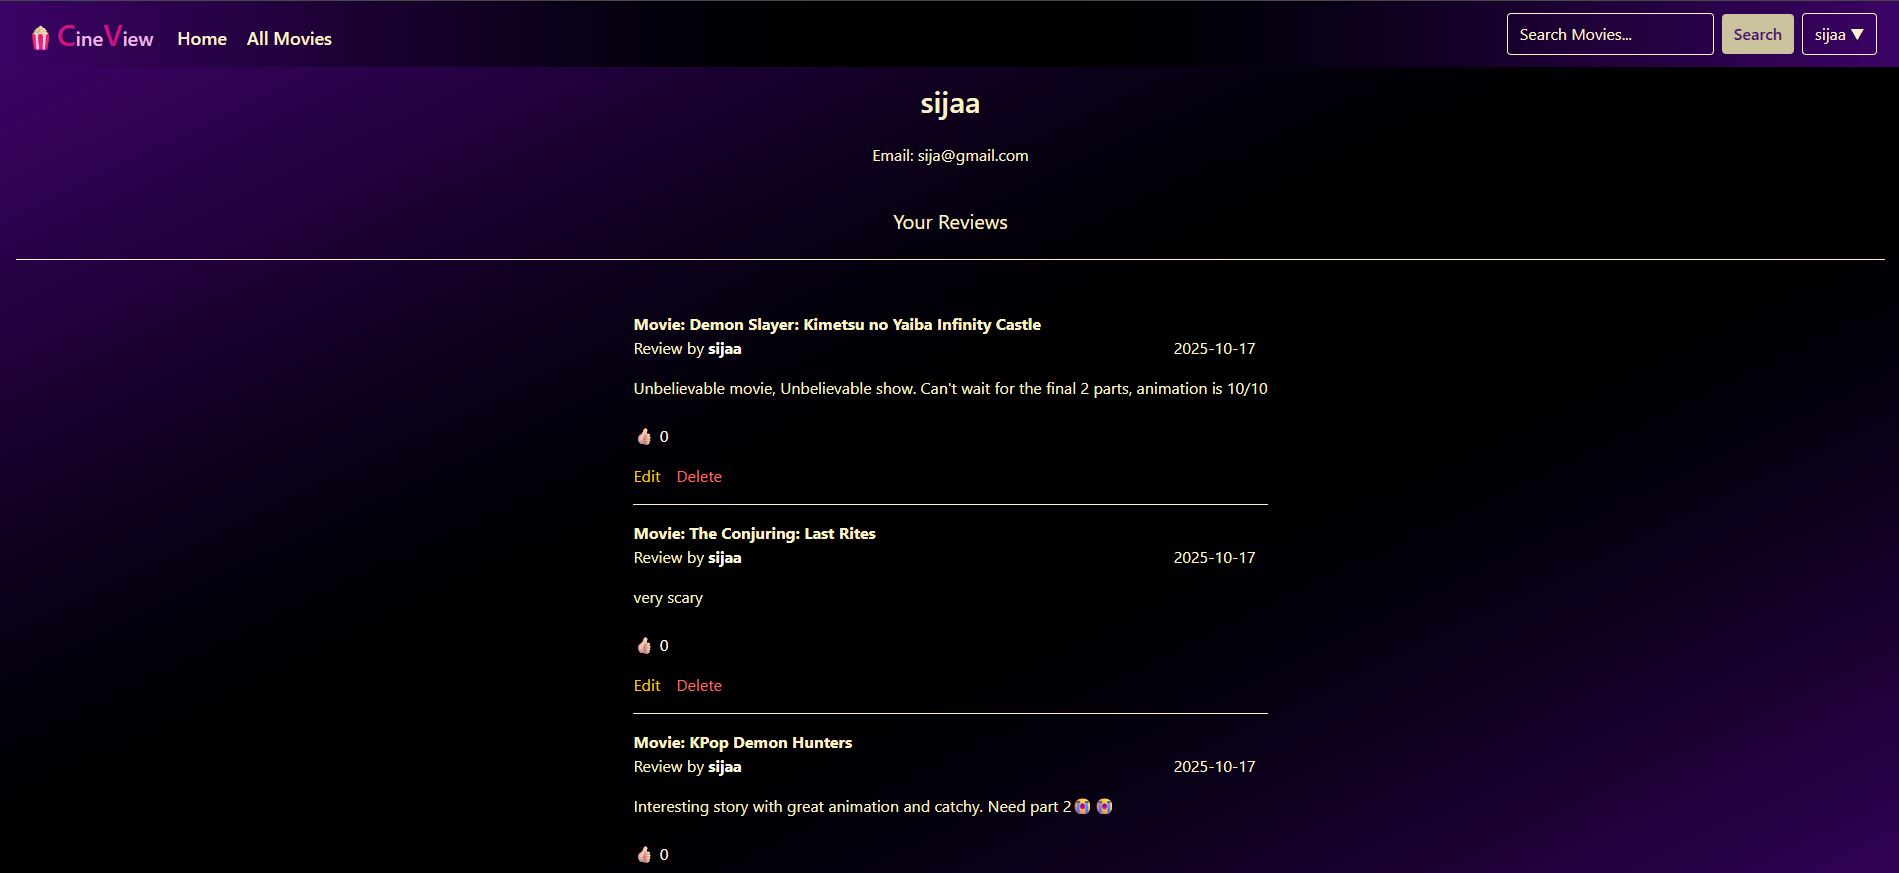 🍿 CineView Home All Movies Search Movies... Search sijaa ▼
sijaa
Email: sija@gmail.com
Your Reviews
Movie: Demon Slayer: Kimetsu no Yaiba Infinity Castle
Review by sijaa 2025-10-17
Unbelievable movie, Unbelievable show. Can't wait for the final 2 parts, animation is 10/10
👍🏻 0
Edit Delete
Movie: The Conjuring: Last Rites
Review by sijaa 2025-10-17
very scary
👍🏻 0
Edit Delete
Movie: KPop Demon Hunters
Review by sijaa 2025-10-17
Interesting story with great animation and catchy. Need part 2😭 😭
👍🏻 0